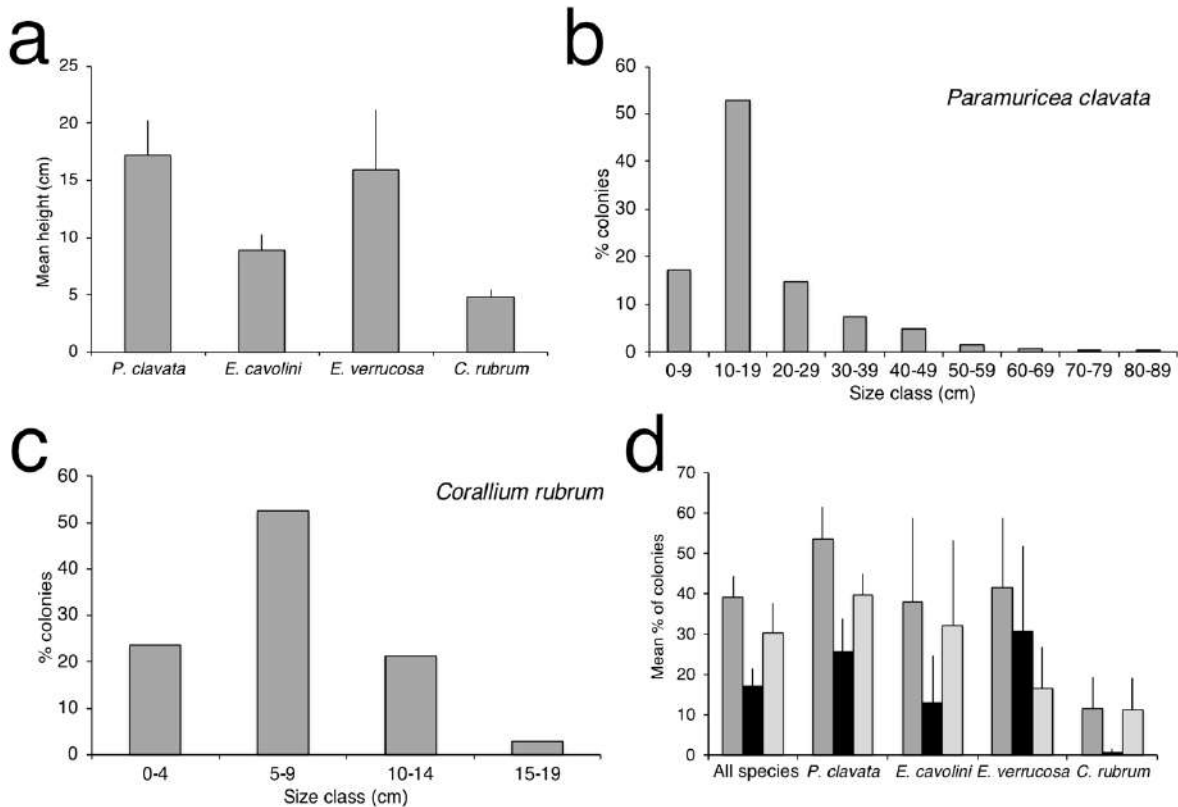 a
25
20
15
10
5
0
Mean height (cm)
P. clavata E. cavolini E. verrucosa C. rubrum
b
60
50
40
30
20
10
0
% colonies
Paramuricea clavata
0-9 10-19 20-29 30-39 40-49 50-59 60-69 70-79 80-89
Size class (cm)
c
60
50
40
30
20
10
0
% colonies
Corallium rubrum
0-4 5-9 10-14 15-19
Size class (cm)
d
70
60
50
40
30
20
10
0
Mean % of colonies
All species P. clavata E. cavolini E. verrucosa C. rubrum